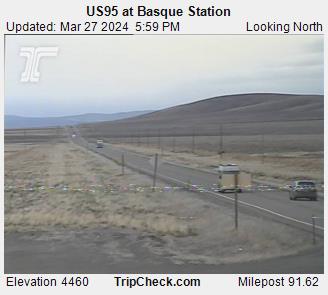 US95 at Basque Station
Updated: Mar 27 2024 5:59 PM Looking North
Elevation 4460 TripCheck.com Milepost 91.62